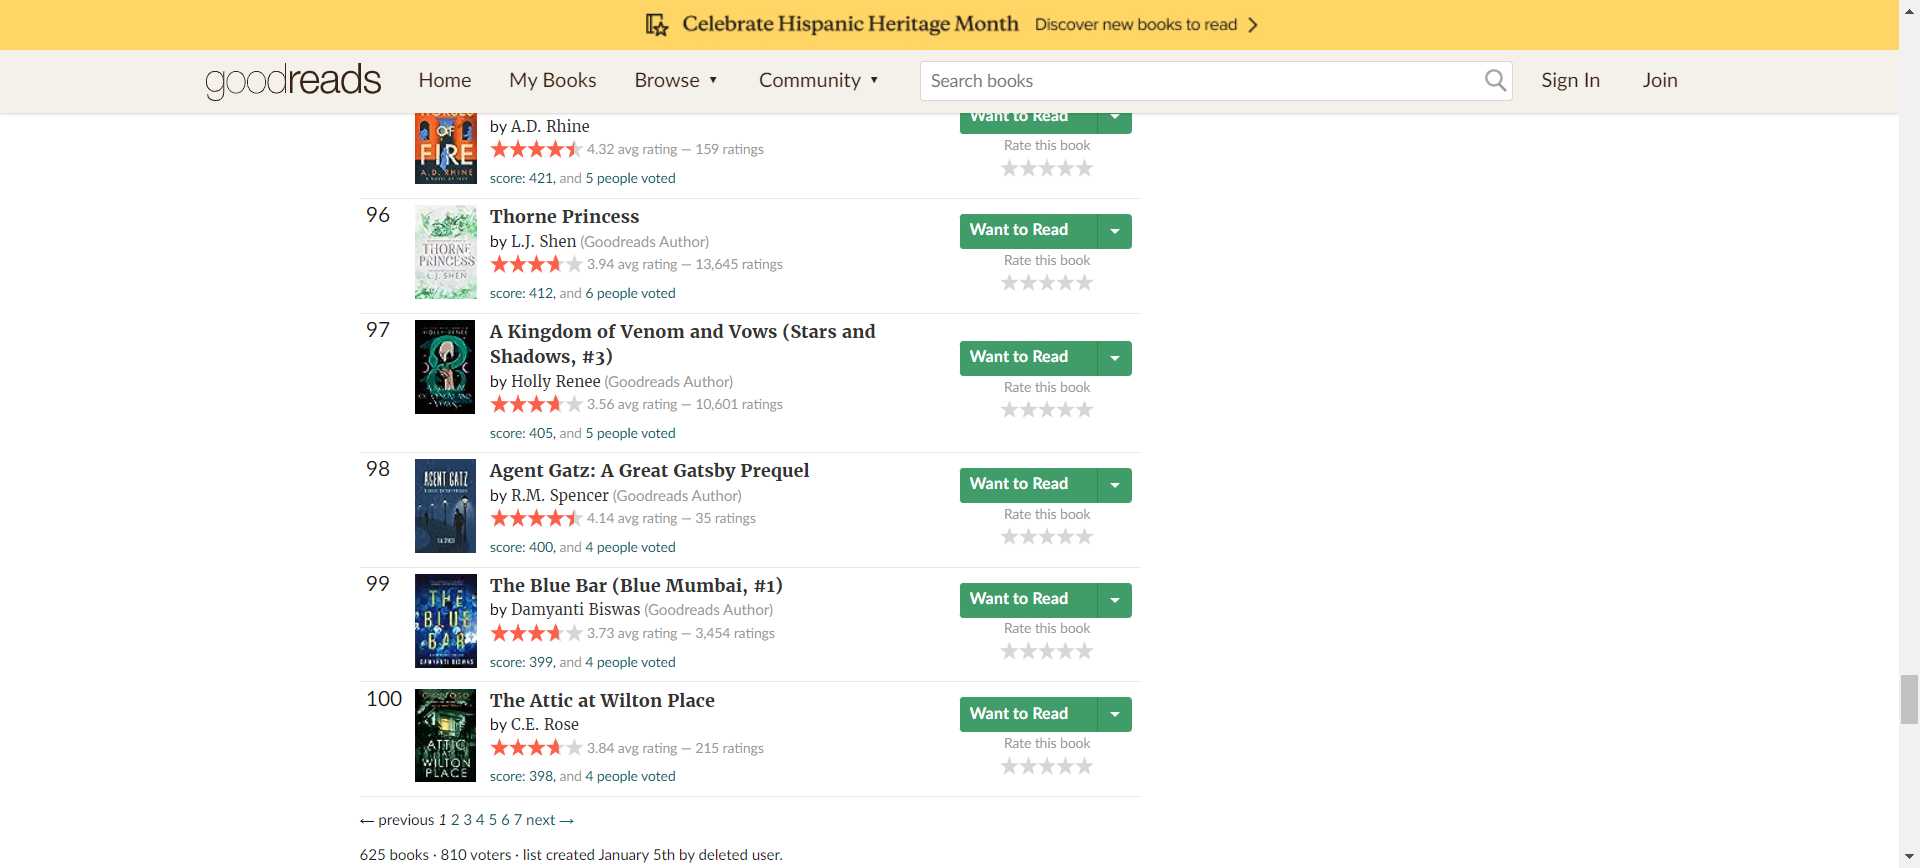 Celebrate Hispanic Heritage Month Discover new books to read
goodreads Home My Books Browse ▼ Community ▼ Search books Sign In Join
OF
FIRE
A.D. RHINE
by A.D. Rhine
4.32 avg rating — 159 ratings
score: 421, and 5 people voted
Want to Read
Rate this book
96
THORNE
PRINCESS
L.J. SHEN
Thorne Princess
by L.J. Shen (Goodreads Author)
3.94 avg rating — 13,645 ratings
score: 412, and 6 people voted
Want to Read
Rate this book
97
HOLLY RENEE
A Kingdom of Venom and Vows (Stars and
Shadows, #3)
by Holly Renee (Goodreads Author)
3.56 avg rating — 10,601 ratings
score: 405, and 5 people voted
Want to Read
Rate this book
98
AGENT GATZ
Agent Gatz: A Great Gatsby Prequel
by R.M. Spencer (Goodreads Author)
4.14 avg rating — 35 ratings
score: 400, and 4 people voted
Want to Read
Rate this book
99
THE
BLUE
BAR
DAMYANTI BISWAS
The Blue Bar (Blue Mumbai, #1)
by Damyanti Biswas (Goodreads Author)
3.73 avg rating — 3,454 ratings
score: 399, and 4 people voted
Want to Read
Rate this book
100
ATTIC
WILTON
PLACE
The Attic at Wilton Place
by C.E. Rose
3.84 avg rating — 215 ratings
score: 398, and 4 people voted
Want to Read
Rate this book
← previous 1 2 3 4 5 6 7 next →
625 books · 810 voters · list created January 5th by deleted user.